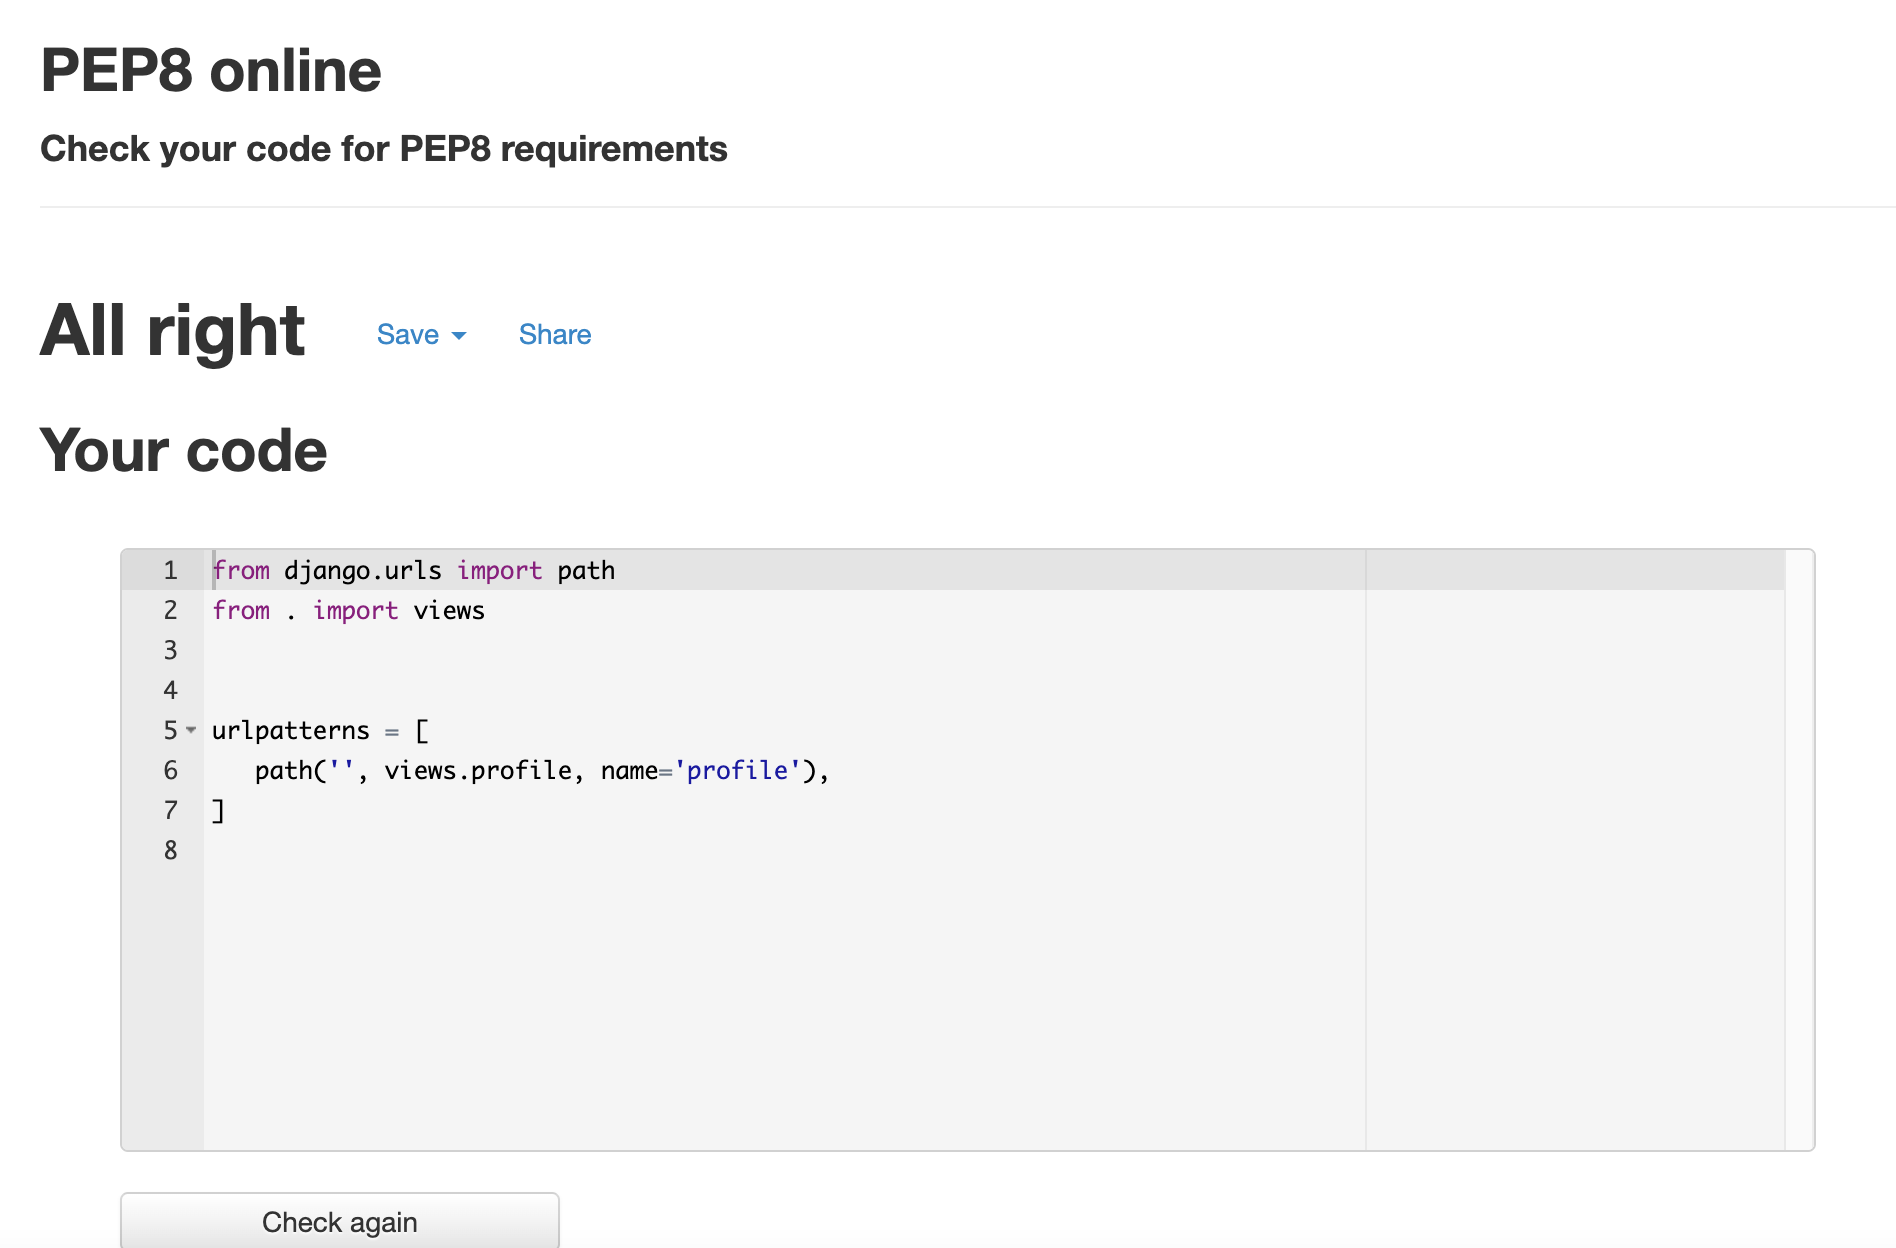 PEP8 online
Check your code for PEP8 requirements
All right Save Share
Your code
1 from django.urls import path
2 from . import views
3
4
5 urlpatterns = [
6    path('', views.profile, name='profile'),
7 ]
8
Check again